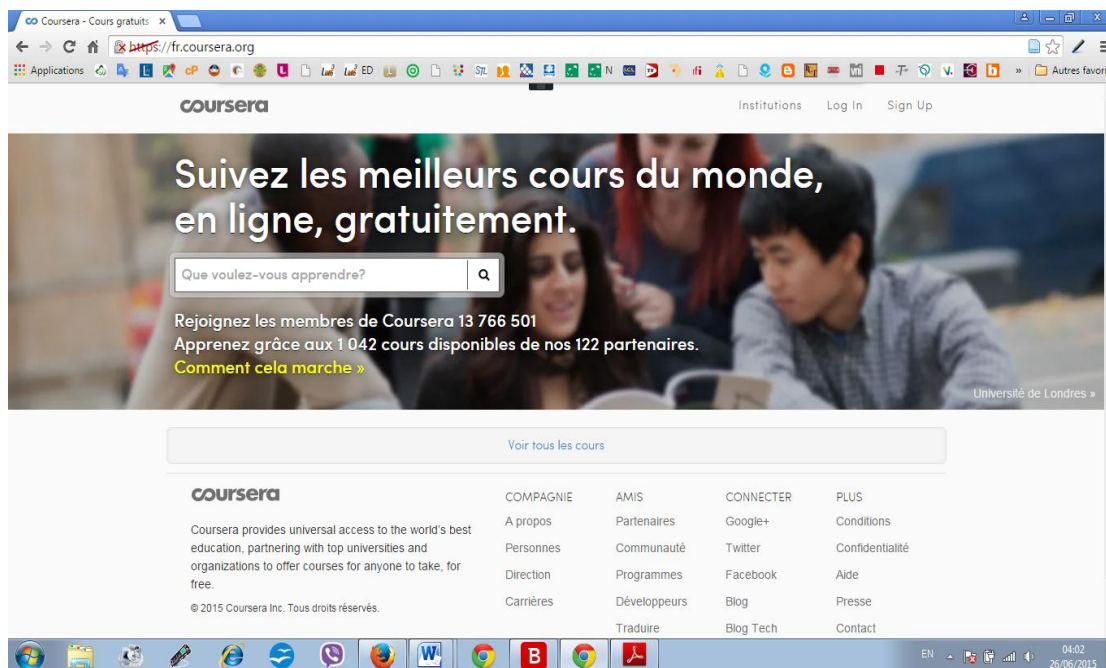 Coursera - Cours gratuits
https://fr.coursera.org
Applications
ED
N
Autres favori
coursera
Institutions Log In Sign Up
Suivez les meilleurs cours du monde,
en ligne, gratuitement.
Que voulez-vous apprendre?
Rejoignez les membres de Coursera 13 766 501
Apprenez grâce aux 1 042 cours disponibles de nos 122 partenaires.
Comment cela marche »
Université de Londres »
Voir tous les cours
coursera
Coursera provides universal access to the world's best
education, partnering with top universities and
organizations to offer courses for anyone to take, for
free.
© 2015 Coursera Inc. Tous droits réservés.
COMPAGNIE
A propos
Personnes
Direction
Carrières
AMIS
Partenaires
Communauté
Programmes
Développeurs
Traduire
CONNECTER
Google+
Twitter
Facebook
Blog
Blog Tech
PLUS
Conditions
Confidentialité
Aide
Presse
Contact
EN
04:02
26/06/2015